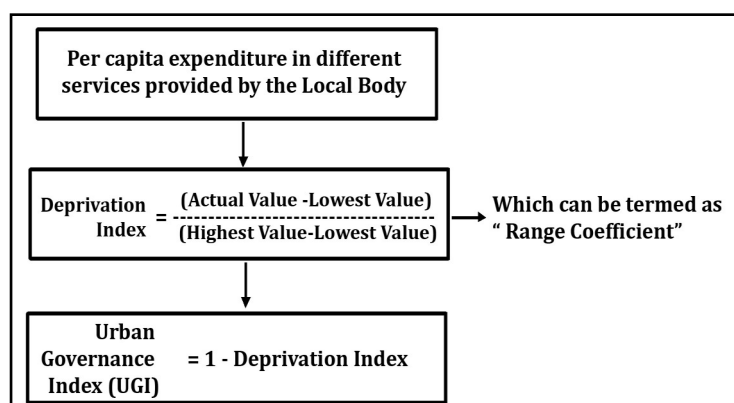 Per capita expenditure in different
services provided by the Local Body
Deprivation Index = (Actual Value -Lowest Value)
------------------------------
(Highest Value-Lowest Value)
Which can be termed as
“ Range Coefficient”
Urban
Governance = 1 - Deprivation Index
Index (UGI)